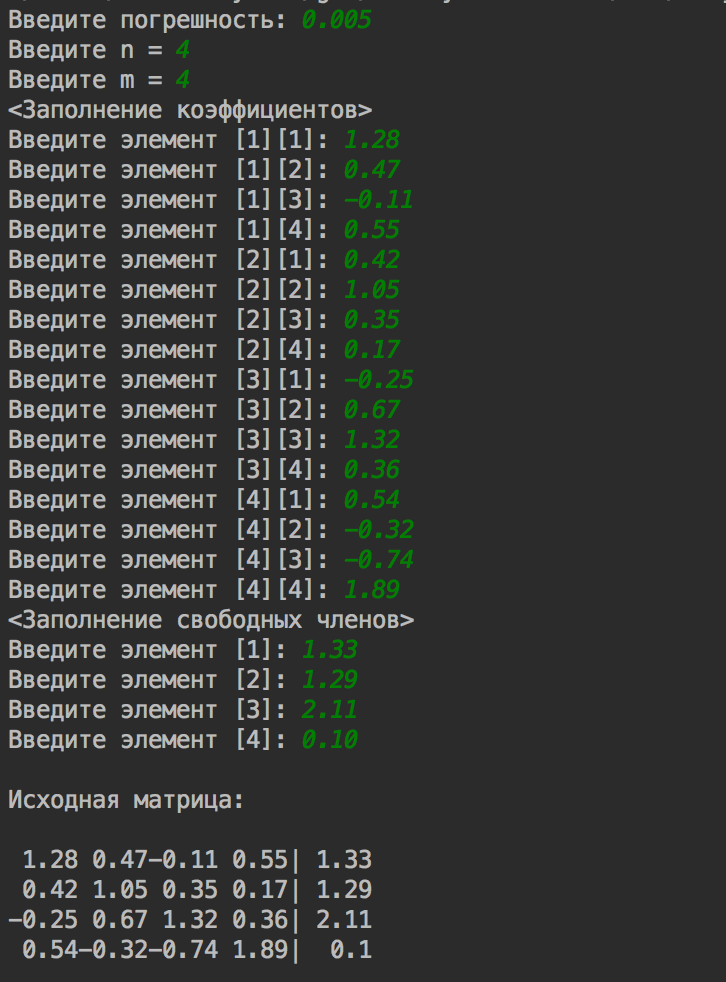 Введите погрешность: 0.005
Введите n = 4
Введите m = 4
<Заполнение коэффициентов>
Введите элемент [1][1]: 1.28
Введите элемент [1][2]: 0.47
Введите элемент [1][3]: -0.11
Введите элемент [1][4]: 0.55
Введите элемент [2][1]: 0.42
Введите элемент [2][2]: 1.05
Введите элемент [2][3]: 0.35
Введите элемент [2][4]: 0.17
Введите элемент [3][1]: -0.25
Введите элемент [3][2]: 0.67
Введите элемент [3][3]: 1.32
Введите элемент [3][4]: 0.36
Введите элемент [4][1]: 0.54
Введите элемент [4][2]: -0.32
Введите элемент [4][3]: -0.74
Введите элемент [4][4]: 1.89
<Заполнение свободных членов>
Введите элемент [1]: 1.33
Введите элемент [2]: 1.29
Введите элемент [3]: 2.11
Введите элемент [4]: 0.10
Исходная матрица:
1.28 0.47-0.11 0.55| 1.33
0.42 1.05 0.35 0.17| 1.29
-0.25 0.67 1.32 0.36| 2.11
0.54-0.32-0.74 1.89| 0.1